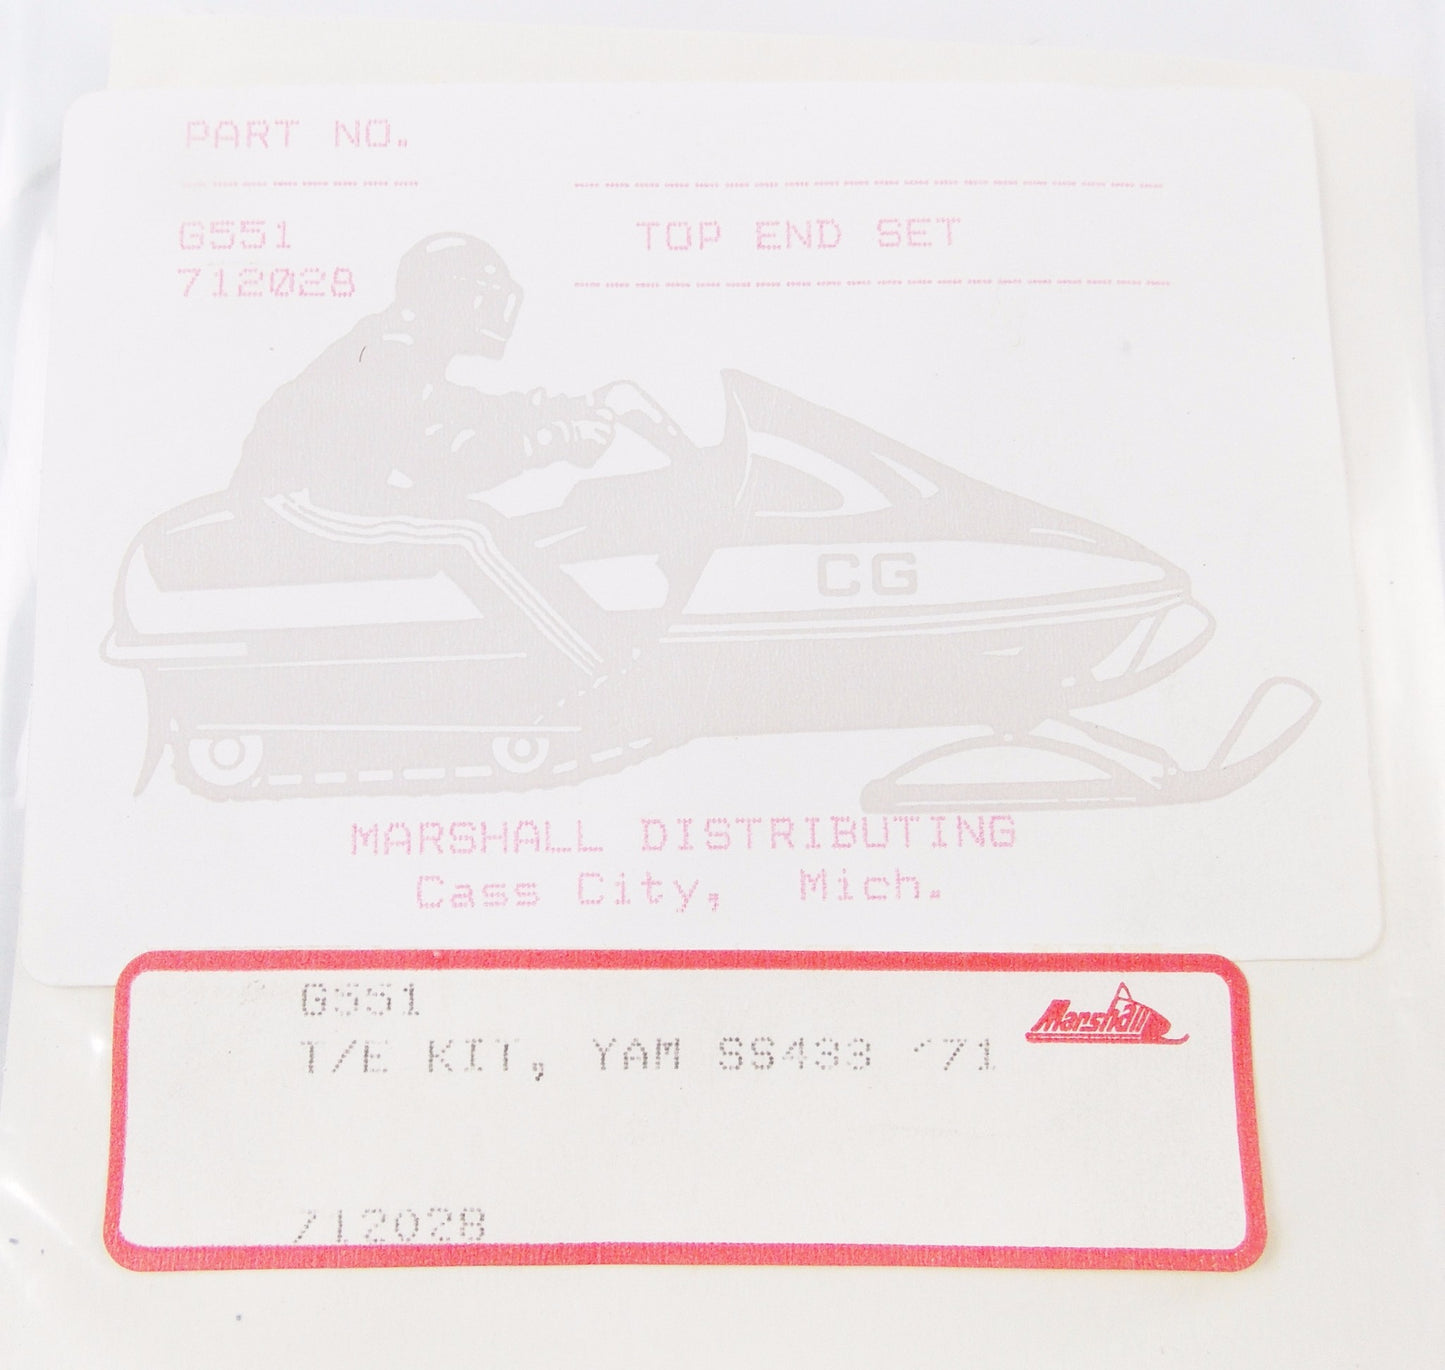 PART NO.
G551 TOP END SET
712028
CG
MARSHALL DISTRIBUTING
Cass City, Mich.
G551
Marshall
T/E KIT, YAM SS433 '71
712028